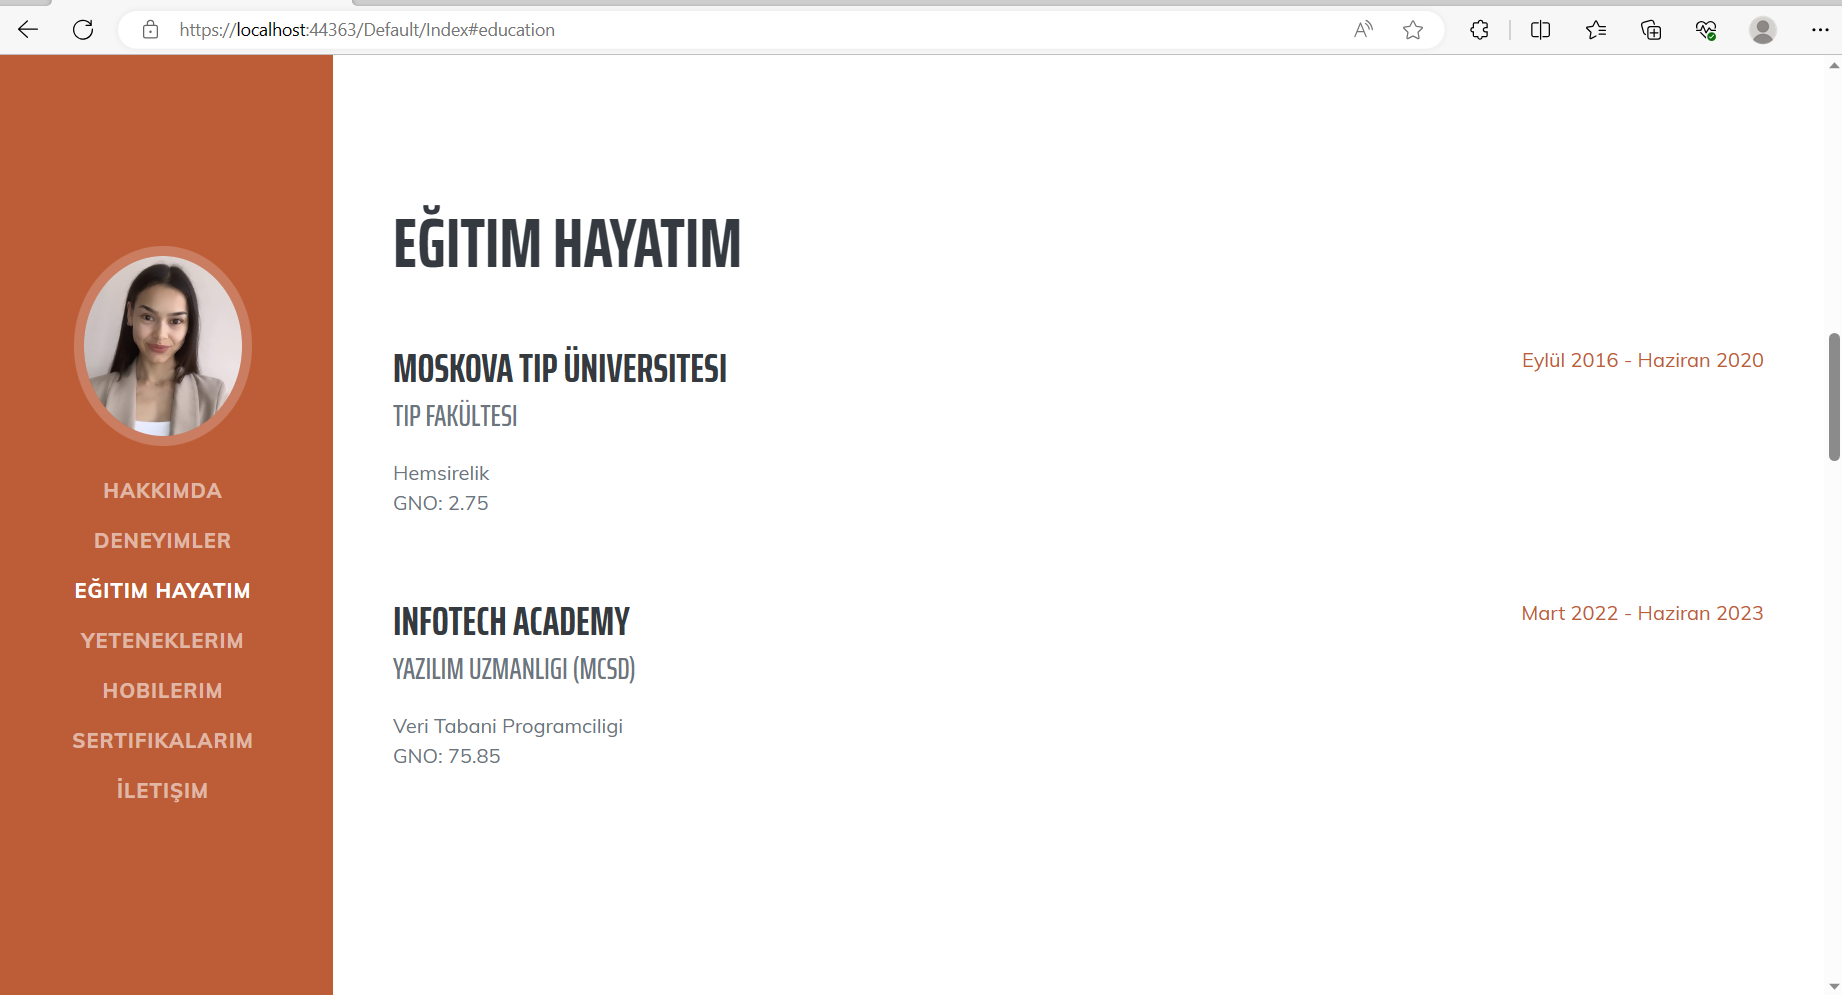 https://localhost:44363/Default/Index#education
HAKKIMDA
DENEYIMLER
EĞITIM HAYATIM
YETENEKLERIM
HOBILERIM
SERTIFIKALARIM
İLETIŞIM
EĞITIM HAYATIM
MOSKOVA TIP ÜNIVERSITESI
Eylül 2016 - Haziran 2020
TIP FAKÜLTESI
Hemsirelik
GNO: 2.75
INFOTECH ACADEMY
Mart 2022 - Haziran 2023
YAZILIM UZMANLIGI (MCSD)
Veri Tabani Programciligi
GNO: 75.85